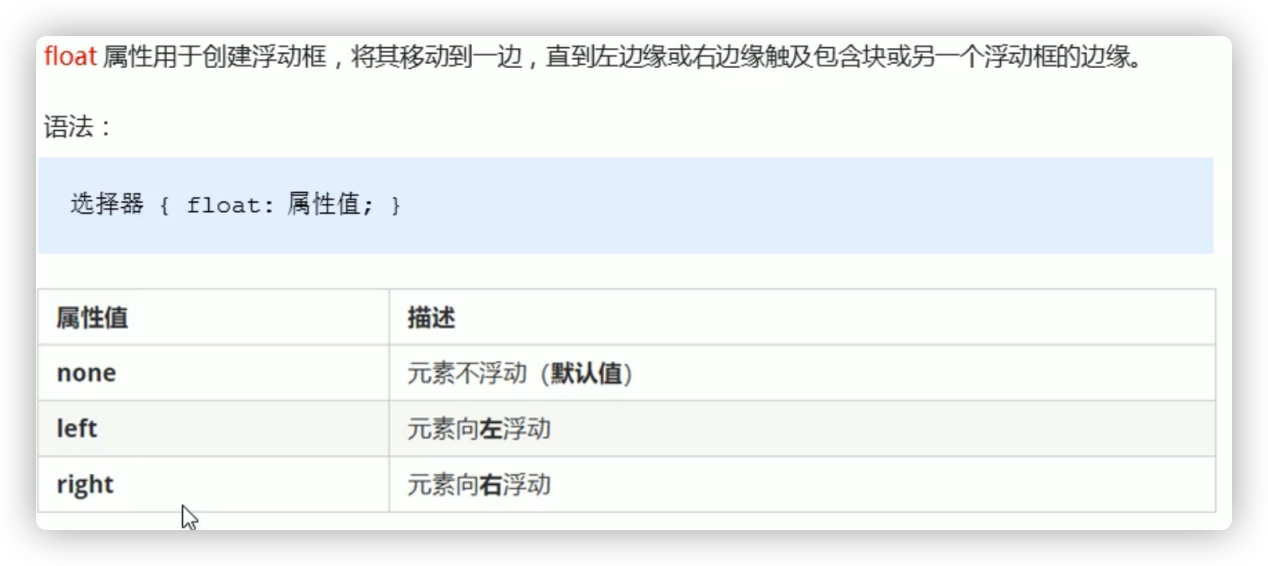 float 属性用于创建浮动框，将其移动到一边，直到左边缘或右边缘触及包含块或另一个浮动框的边缘。
语法：
选择器 { float: 属性值; }
属性值 描述
none 元素不浮动（默认值）
left 元素向左浮动
right 元素向右浮动